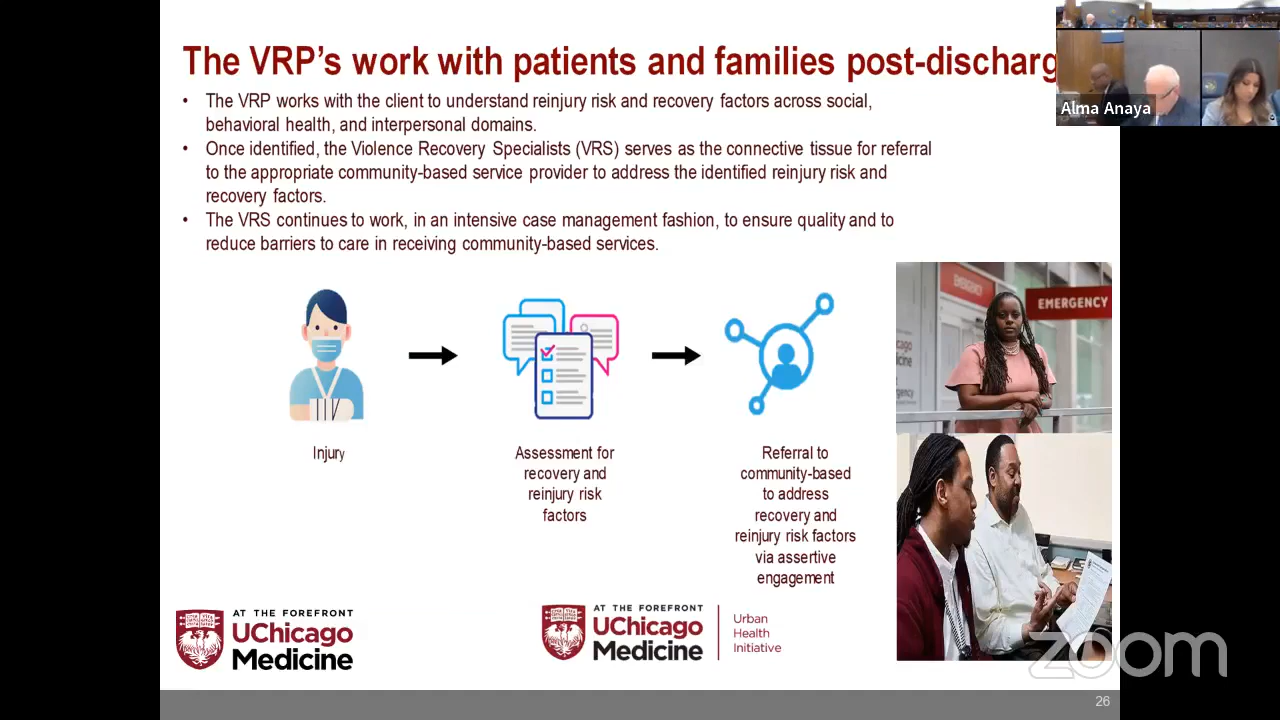 The VRP's work with patients and families post-discharg
• The VRP works with the client to understand reinjury risk and recovery factors across social,
behavioral health, and interpersonal domains.
• Once identified, the Violence Recovery Specialists (VRS) serves as the connective tissue for referral
to the appropriate community-based service provider to address the identified reinjury risk and
recovery factors.
• The VRS continues to work, in an intensive case management fashion, to ensure quality and to
reduce barriers to care in receiving community-based services.
Alma Anaya
Injury
Assessment for
recovery and
reinjury risk
factors
Referral to
community-based
to address
recovery and
reinjury risk factors
via assertive
engagement
EMERGENCY
EMERGENCY
Chicago
Medicine
AT THE FOREFRONT
UChicago
Medicine
AT THE FOREFRONT
UChicago
Medicine
Urban
Health
Initiative
zoom
26